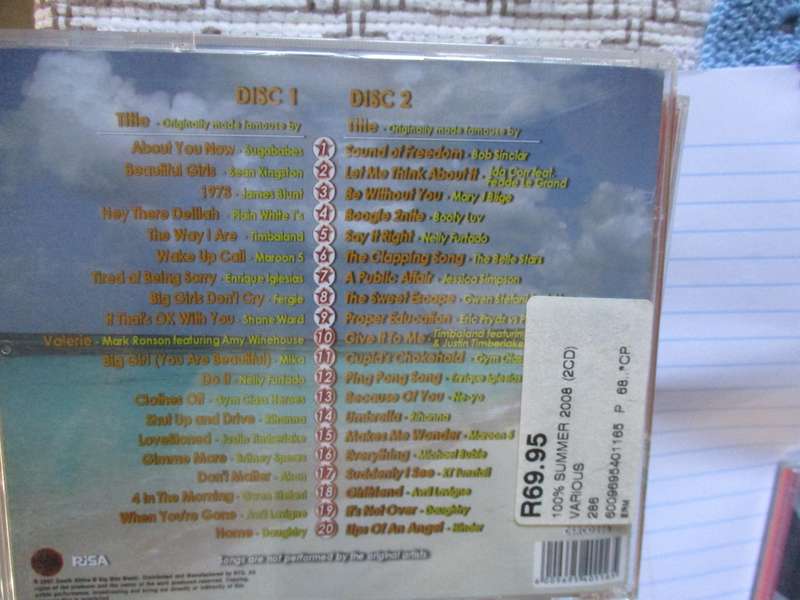 DISC 1
Title - Originally made famouse by
About You Now - Sugababes
Beautiful Girls - Sean Kingston
1973 - James Blunt
Hey There Delilah - Plain White T's
The Way I Are - Timbaland
Wake Up Call - Maroon 5
Tired of Being Sorry - Enrique Iglesias
Big Girls Don't Cry - Fergie
If That's OK With You - Shane Ward
Valerie - Mark Ronson featuring Amy Winehouse
Big Girl (You Are Beautiful) - Mika
Do It - Nelly Furtado
Clothes Off - Gym Class Heroes
Shut Up and Drive - Rihanna
LoveStoned - Justin Timberlake
Gimme More - Britney Spears
Don't Matter - Akon
4 In The Morning - Gwen Stefani
When You're Gone - Avril Lavigne
Home - Daughtry
1
2
3
4
5
6
7
8
9
10
11
12
13
14
15
16
17
18
19
20
DISC 2
Title - Originally made famouse by
Sound of Freedom - Bob Sinclar
Let Me Think About It - Ida Corr feat.
Fedde Le Grand
Be Without You - Mary J Blige
Boogie 2nite - Booty Luv
Say It Right - Nelly Furtado
The Clapping Song - The Belle Stars
A Public Affair - Jessica Simpson
The Sweet Escape - Gwen Stefani
Proper Education - Eric Prydz vs
Give It To Me - Timbaland featuring
& Justin Timberlake
Cupid's Chokehold - Gym Class
Ping Pong Song - Enrique Iglesias
Because Of You - Ne-yo
Umbrella - Rihanna
Makes Me Wonder - Maroon 5
Everything - Michael Buble
Suddenly I See - KT Tunstall
Girlfriend - Avril Lavigne
It's Not Over - Daughtry
Lips Of An Angel - Hinder
Songs are not performed by the original artists.
RiSA
R69.95
100% SUMMER 2008 (2CD)
VARIOUS
286
6009695401165 P 68..*CP
ERM